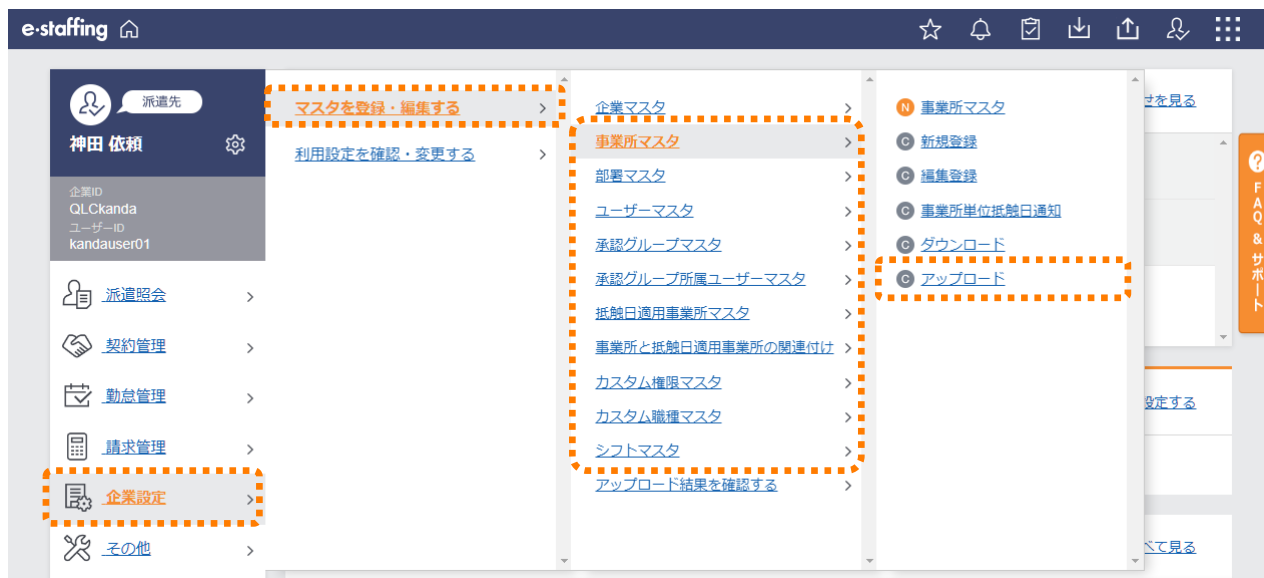 e-staffing
派遣先
神田 依頼
企業ID
QLCkanda
ユーザーID
kandauser01
派遣照会
契約管理
勤怠管理
請求管理
企業設定
その他
マスタを登録・編集する
利用設定を確認・変更する
企業マスタ
事業所マスタ
部署マスタ
ユーザーマスタ
承認グループマスタ
承認グループ所属ユーザーマスタ
抵触日適用事業所マスタ
事業所と抵触日適用事業所の関連付け
カスタム権限マスタ
カスタム職種マスタ
シフトマスタ
アップロード結果を確認する
N 事業所マスタ
C 新規登録
C 編集登録
C 事業所単位抵触日通知
C ダウンロード
C アップロード
せを見る
設定する
べて見る
? FAQ & サポート